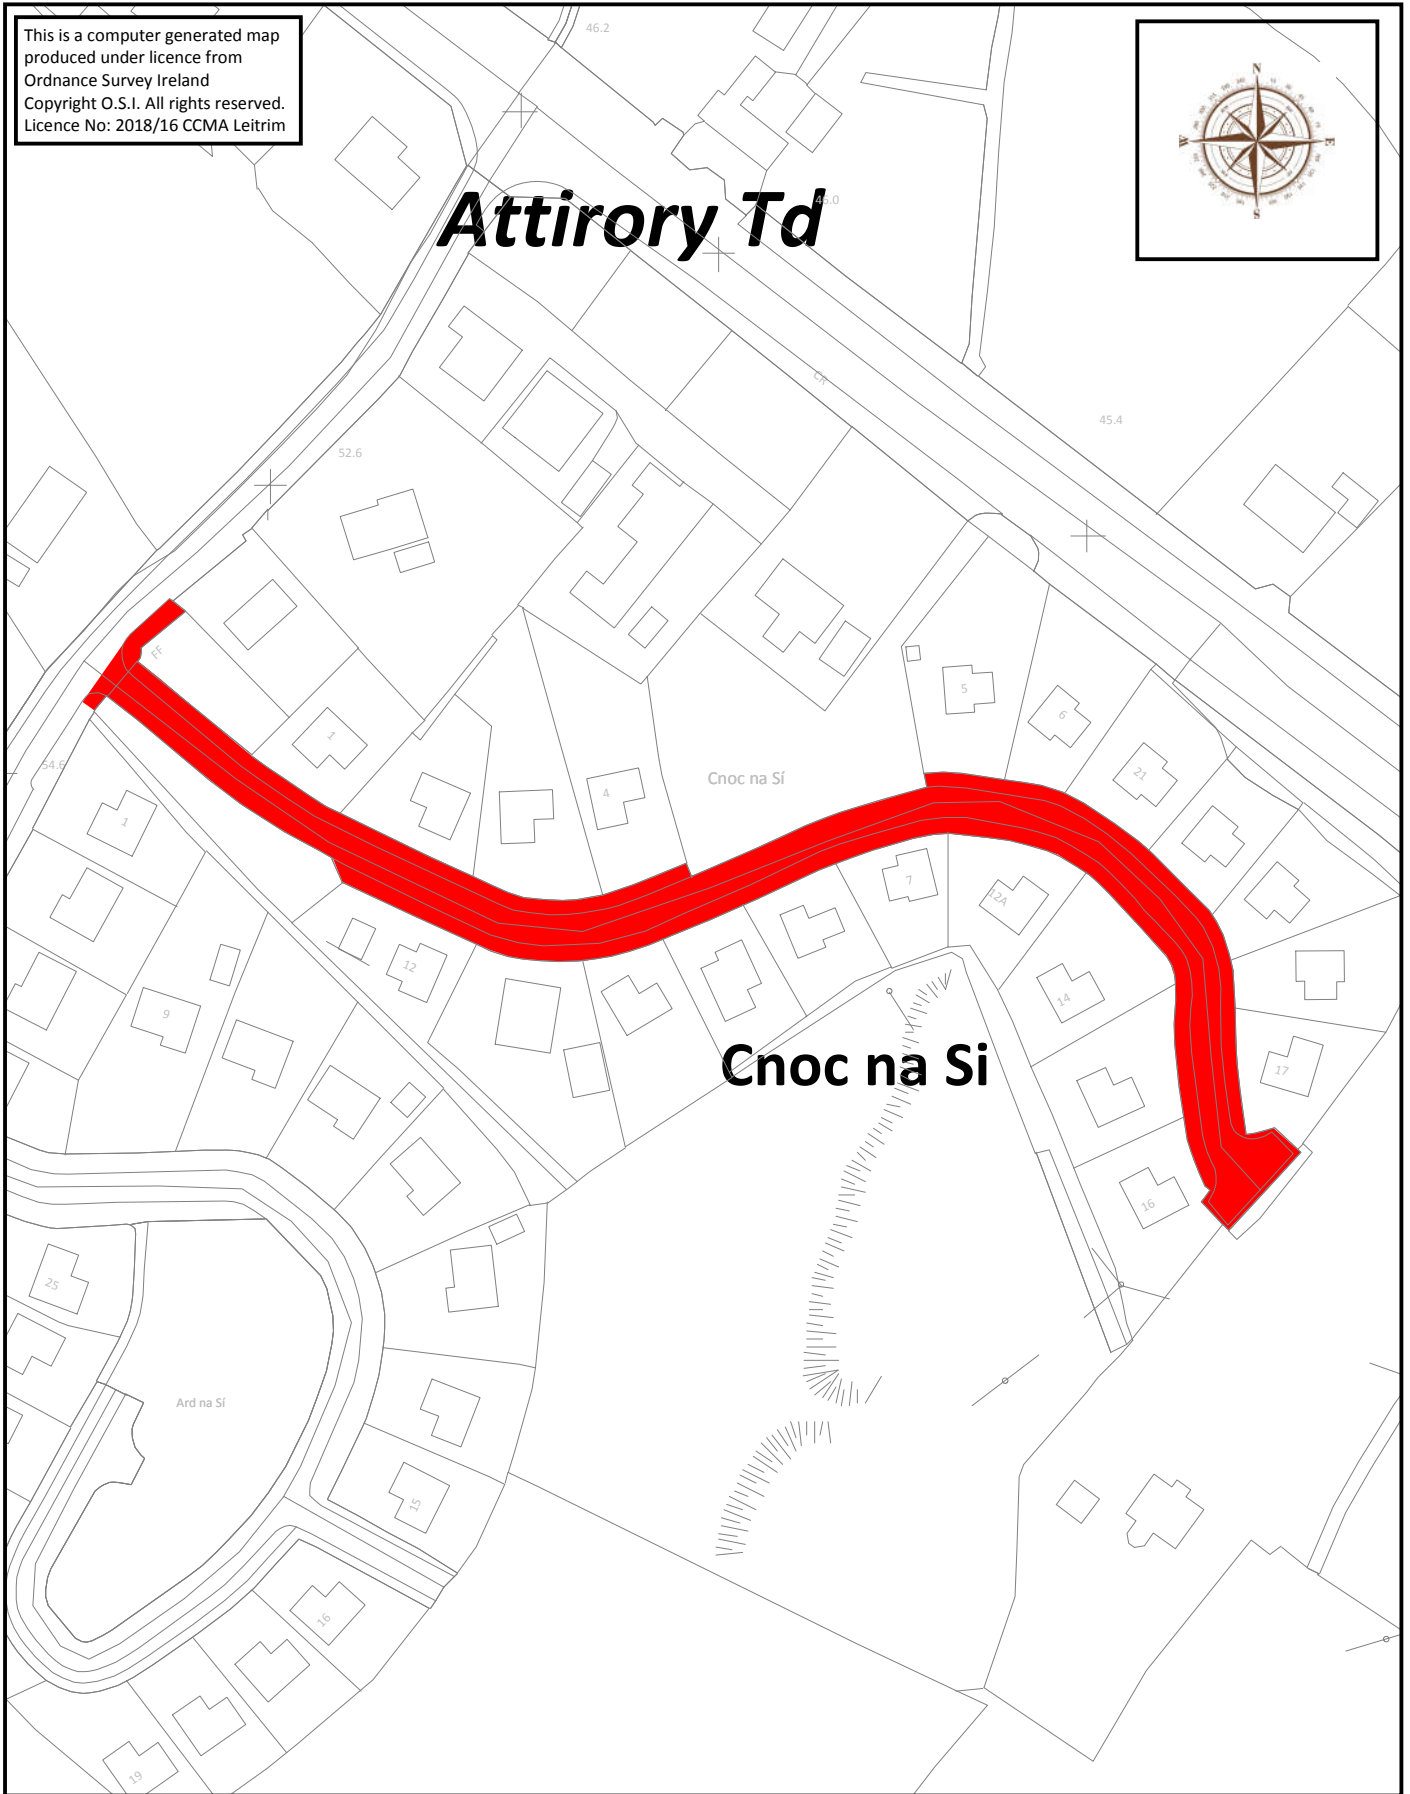 This is a computer generated map
produced under licence from
Ordnance Survey Ireland
Copyright O.S.I. All rights reserved.
Licence No: 2018/16 CCMA Leitrim
46.2
N
W
E
S
Attirory Td
46.0
CR
45.4
52.6
FF
54.6
1
1
4
Cnoc na Sí
5
6
21
7
12A
12
14
9
Cnoc na Si
17
16
25
Ard na Sí
15
16
19